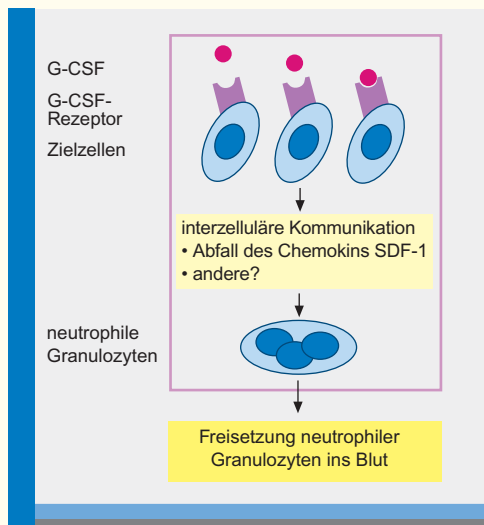 G-CSF
G-CSF-
Rezeptor
Zielzellen
interzelluläre Kommunikation
• Abfall des Chemokins SDF-1
• andere?
neutrophile
Granulozyten
Freisetzung neutrophiler
Granulozyten ins Blut